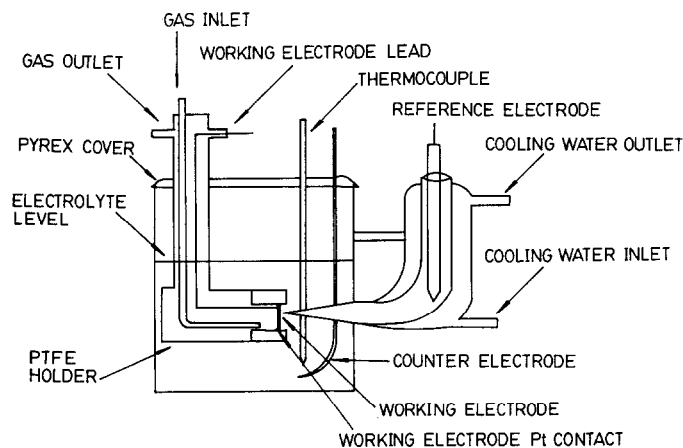 GAS INLET
GAS OUTLET
WORKING ELECTRODE LEAD
THERMOCOUPLE
REFERENCE ELECTRODE
PYREX COVER
COOLING WATER OUTLET
ELECTROLYTE
LEVEL
COOLING WATER INLET
PTFE
HOLDER
COUNTER ELECTRODE
WORKING ELECTRODE
WORKING ELECTRODE Pt CONTACT